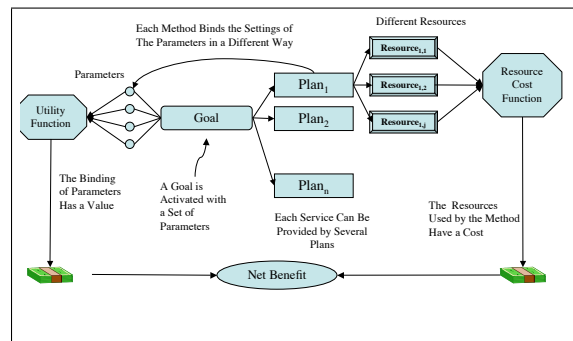 Each Method Binds the Settings of
The Parameters in a Different Way
Different Resources
Parameters
Utility
Function
Goal
Plan1
Plan2
Plann
Resource1,1
Resource1,2
Resource1,j
Resource
Cost
Function
The Binding
of Parameters
Has a Value
A Goal is
Activated with
a Set of
Parameters
Each Service Can Be
Provided by Several
Plans
The Resources
Used by the Method
Have a Cost
Net Benefit